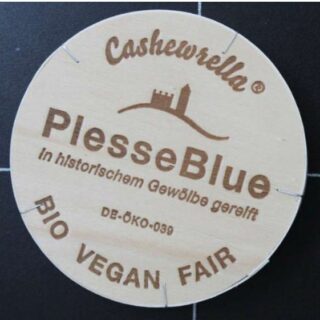 Cashewrella®
PlesseBlue
In historischem Gewölbe gereift
DE-ÖKO-039
BIO VEGAN FAIR